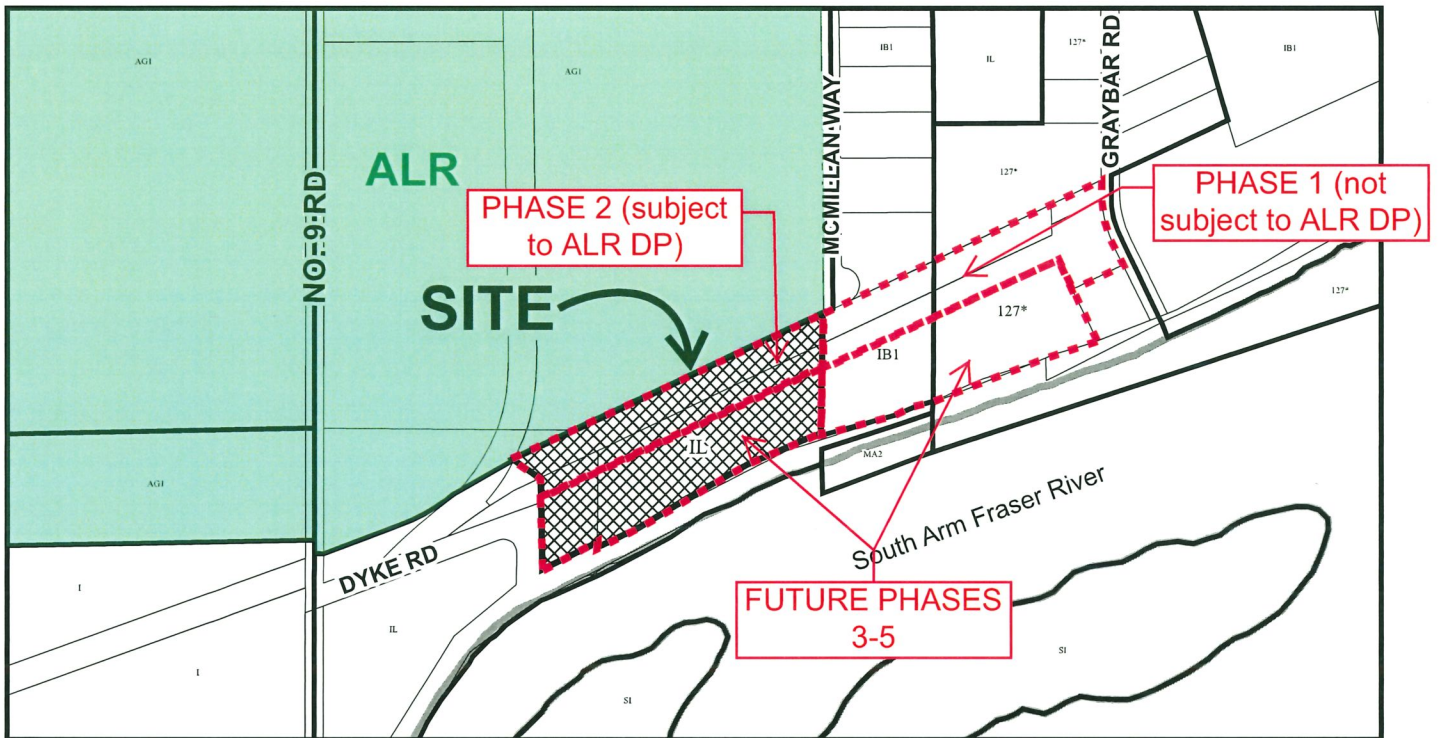 AG1
AG1
IB1
IL
127*
IB1
GRAYBAR RD
MCMILLAN WAY
NO. 9 RD
ALR
127*
PHASE 1 (not
subject to ALR DP)
PHASE 2 (subject
to ALR DP)
SITE
127*
127*
IB1
IL
MA2
AG1
South Arm Fraser River
DYKE RD
FUTURE PHASES
3-5
I
IL
I
SI
SI